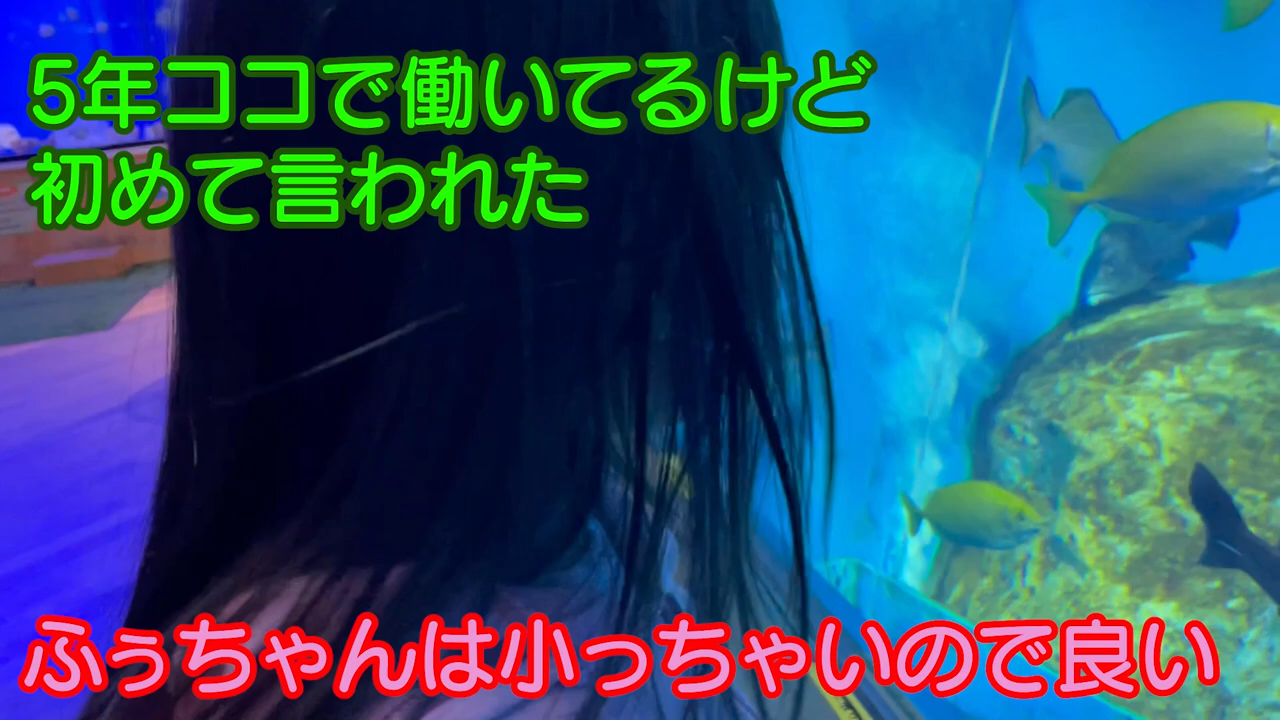 5年ココで働いてるけど
初めて言われた
ふぅちゃんは小っちゃいので良い